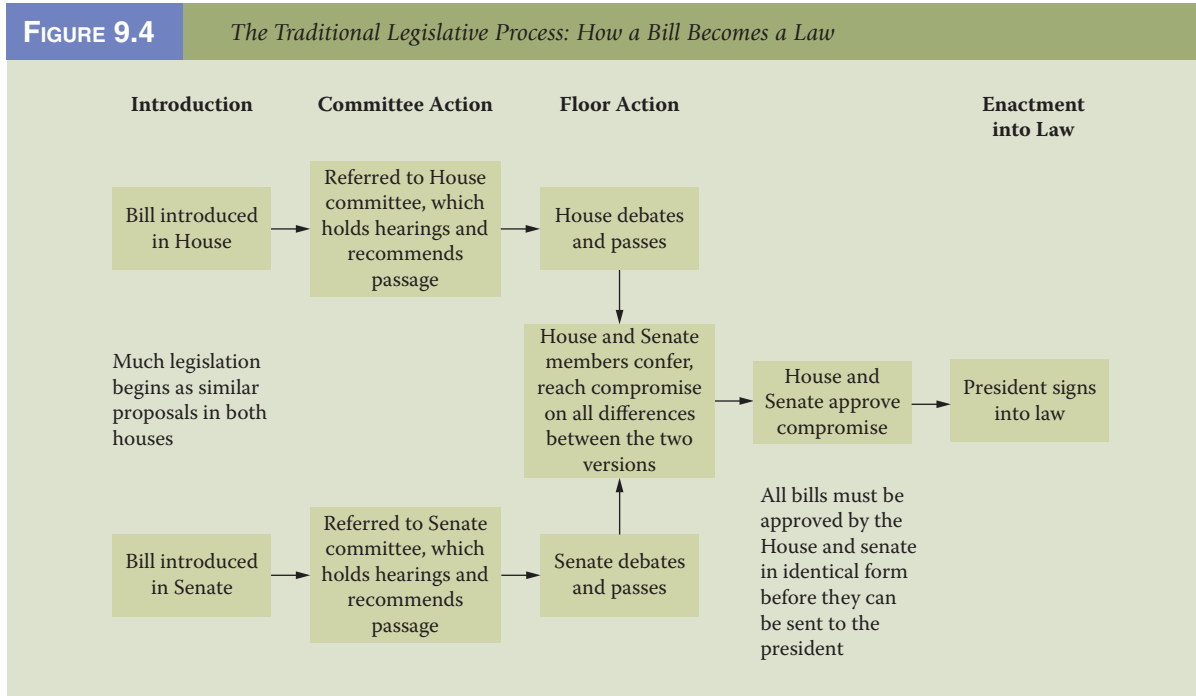 FIGURE 9.4
The Traditional Legislative Process: How a Bill Becomes a Law
Introduction
Committee Action
Floor Action
Enactment
into Law
Bill introduced
in House
Referred to House
committee, which
holds hearings and
recommends
passage
House debates
and passes
Much legislation
begins as similar
proposals in both
houses
House and Senate
members confer,
reach compromise
on all differences
between the two
versions
House and
Senate approve
compromise
President signs
into law
Bill introduced
in Senate
Referred to Senate
committee, which
holds hearings and
recommends
passage
Senate debates
and passes
All bills must be
approved by the
House and senate
in identical form
before they can
be sent to the
president